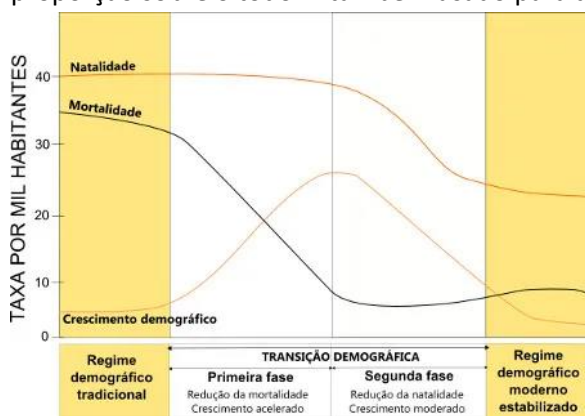 TAXA POR MIL HABITANTES
40
30
20
10
0
Natalidade
Mortalidade
Crescimento demográfico
Regime
demográfico
tradicional
TRANSIÇÃO DEMOGRÁFICA
Primeira fase
Redução da mortalidade
Crescimento acelerado
Segunda fase
Redução da natalidade
Crescimento moderado
Regime
demográfico
moderno
estabilizado